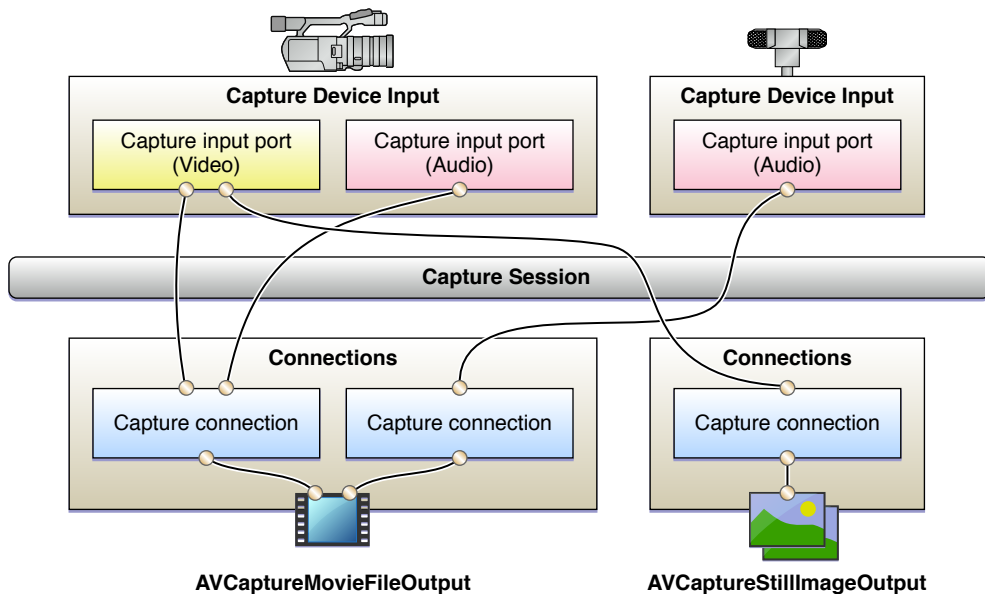 Capture Device Input
Capture input port
(Video)
Capture input port
(Audio)
Capture Device Input
Capture input port
(Audio)
Capture Session
Connections
Capture connection
Capture connection
Connections
Capture connection
AVCaptureMovieFileOutput
AVCaptureStillImageOutput